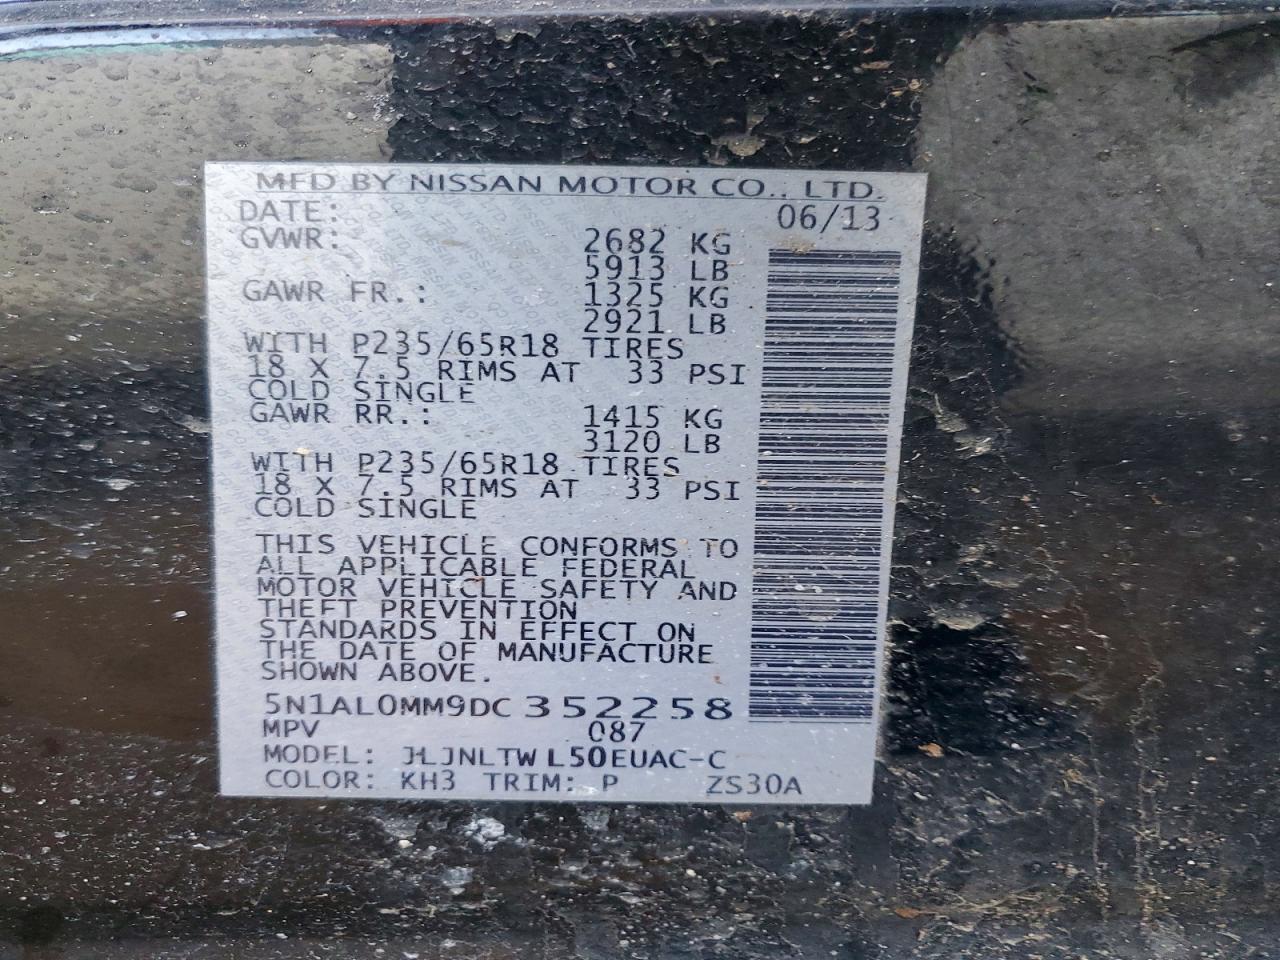 MFD BY NISSAN MOTOR CO., LTD.
DATE: 06/13
GVWR: 2682 KG
5913 LB
GAWR FR.: 1325 KG
2921 LB
WITH P235/65R18 TIRES
18 X 7.5 RIMS AT 33 PSI
COLD SINGLE
GAWR RR.: 1415 KG
3120 LB
WITH P235/65R18 TIRES
18 X 7.5 RIMS AT 33 PSI
COLD SINGLE
THIS VEHICLE CONFORMS TO
ALL APPLICABLE FEDERAL
MOTOR VEHICLE SAFETY AND
THEFT PREVENTION
STANDARDS IN EFFECT ON
THE DATE OF MANUFACTURE
SHOWN ABOVE.
5N1AL0MM9DC352258
MPV 087
MODEL: JLJNLTWL50EUAC-C
COLOR: KH3 TRIM: P ZS30A